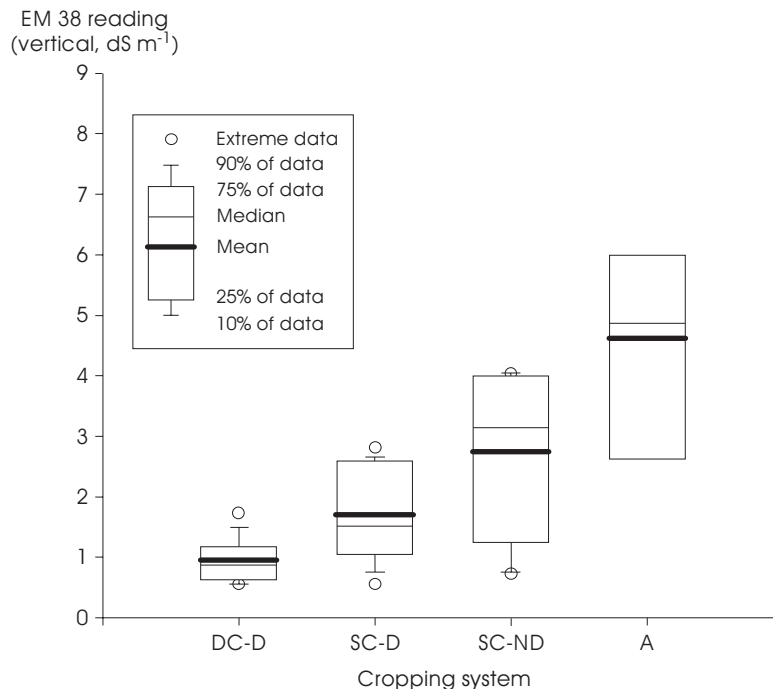 EM 38 reading
(vertical, dS m⁻¹)
9
8
7
6
5
4
3
2
1
0
Extreme data
90% of data
75% of data
Median
Mean
25% of data
10% of data
DC-D SC-D SC-ND A
Cropping system